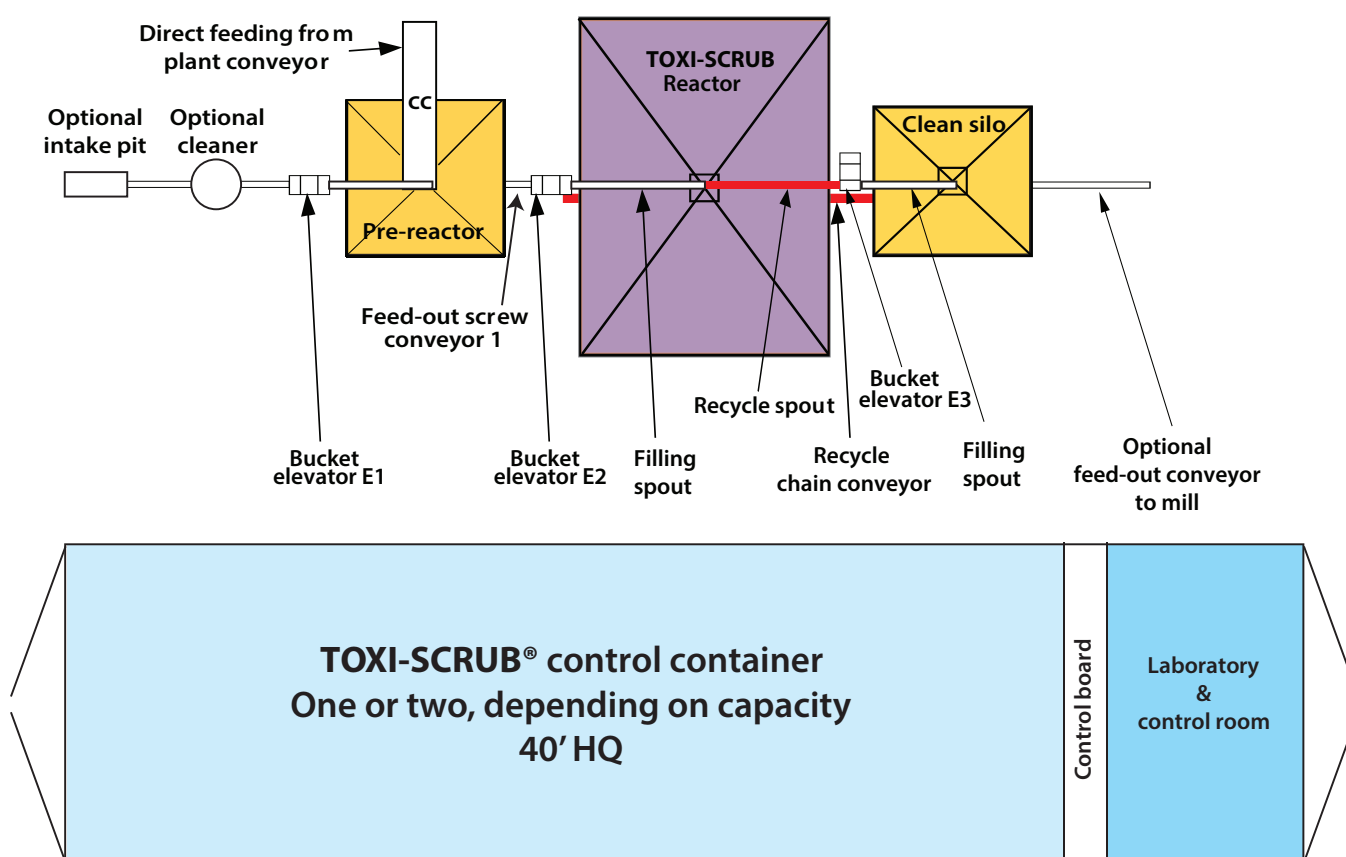 Direct feeding from
plant conveyor
CC
TOXI-SCRUB
Reactor
Optional
intake pit
Optional
cleaner
Clean silo
Pre-reactor
Feed-out screw
conveyor 1
Bucket
elevator E1
Bucket
elevator E2
Filling
spout
Recycle spout
Bucket
elevator E3
Recycle
chain conveyor
Filling
spout
Optional
feed-out conveyor
to mill
TOXI-SCRUB® control container
One or two, depending on capacity
40’ HQ
Control board
Laboratory
&
control room